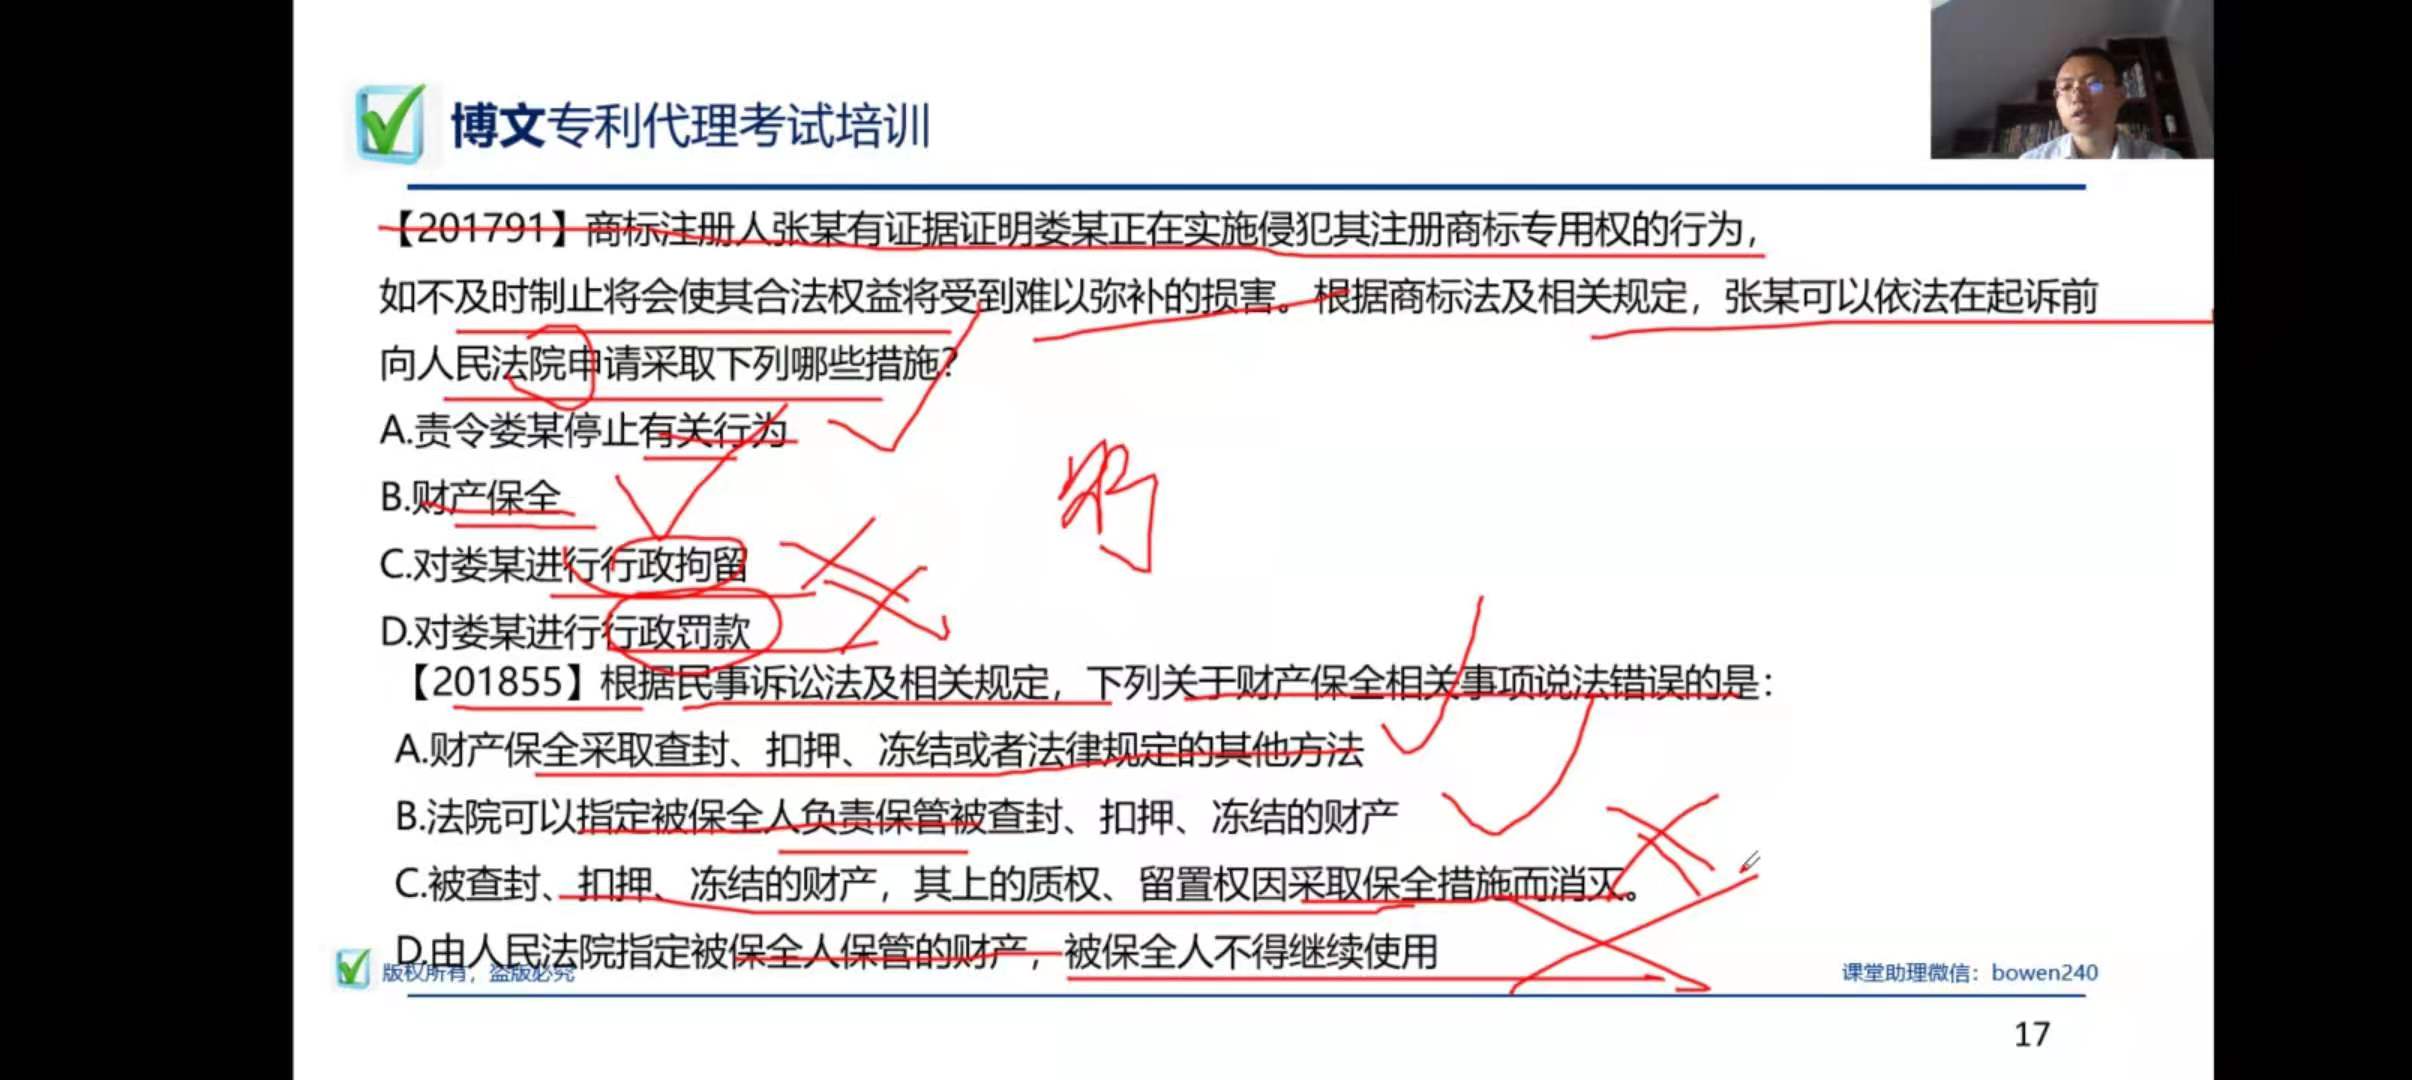 博文专利代理考试培训
【201791】商标注册人张某有证据证明娄某正在实施侵犯其注册商标专用权的行为，
如不及时制止将会使其合法权益将受到难以弥补的损害。根据商标法及相关规定，张某可以依法在起诉前
向人民法院申请采取下列哪些措施?
A.责令娄某停止有关行为
B.财产保全
C.对娄某进行行政拘留
D.对娄某进行行政罚款
【201855】根据民事诉讼法及相关规定，下列关于财产保全相关事项说法错误的是：
A.财产保全采取查封、扣押、冻结或者法律规定的其他方法
B.法院可以指定被保全人负责保管被查封、扣押、冻结的财产
C.被查封、扣押、冻结的财产，其上的质权、留置权因采取保全措施而消灭。
D.由人民法院指定被保全人保管的财产，被保全人不得继续使用
版权所有，盗版必究
课堂助理微信：bowen240
17